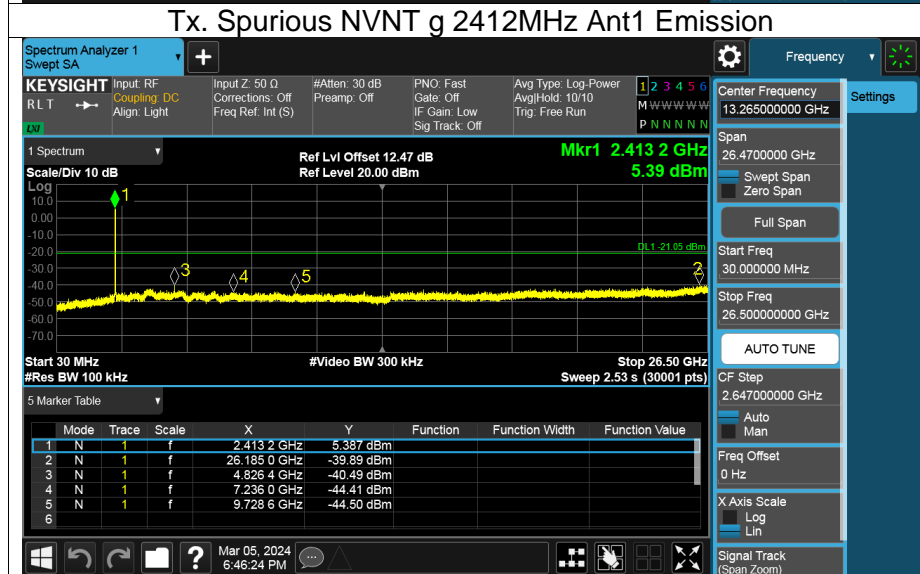 Tx. Spurious NVNT g 2412MHz Ant1 Emission
Spectrum Analyzer 1
Swept SA
+
Frequency
KEYSIGHT
Input: RF
Input Z: 50 Ω
#Atten: 30 dB
PNO: Fast
Avg Type: Log-Power
1 2 3 4 5 6
R L T
Coupling: DC
Corrections: Off
Preamp: Off
Gate: Off
Avg|Hold: 10/10
M W W W W W
Align: Light
Freq Ref: Int (S)
IF Gain: Low
Trig: Free Run
Sig Track: Off
P N N N N N
LXI
Center Frequency
13.265000000 GHz
Settings
1 Spectrum
Ref Lvl Offset 12.47 dB
Mkr1 2.413 2 GHz
Scale/Div 10 dB
Ref Level 20.00 dBm
5.39 dBm
Span
26.4700000 GHz
Swept Span
Zero Span
Full Span
Start Freq
30.000000 MHz
Stop Freq
26.500000000 GHz
AUTO TUNE
CF Step
2.647000000 GHz
Auto
Man
Freq Offset
0 Hz
X Axis Scale
Log
Lin
Signal Track
(Span Zoom)
Log
10.0
0.00
-10.0
-20.0
-30.0
-40.0
-50.0
-60.0
-70.0
1
DL1 -21.05 dBm
3
4
5
2
Start 30 MHz
#Video BW 300 kHz
Stop 26.50 GHz
#Res BW 100 kHz
Sweep 2.53 s (30001 pts)
5 Marker Table
Mode Trace Scale X Y Function Function Width Function Value
1 N 1 f 2.413 2 GHz 5.387 dBm
2 N 1 f 26.185 0 GHz -39.89 dBm
3 N 1 f 4.826 4 GHz -40.49 dBm
4 N 1 f 7.236 0 GHz -44.41 dBm
5 N 1 f 9.728 6 GHz -44.50 dBm
6
?
Mar 05, 2024
6:46:24 PM